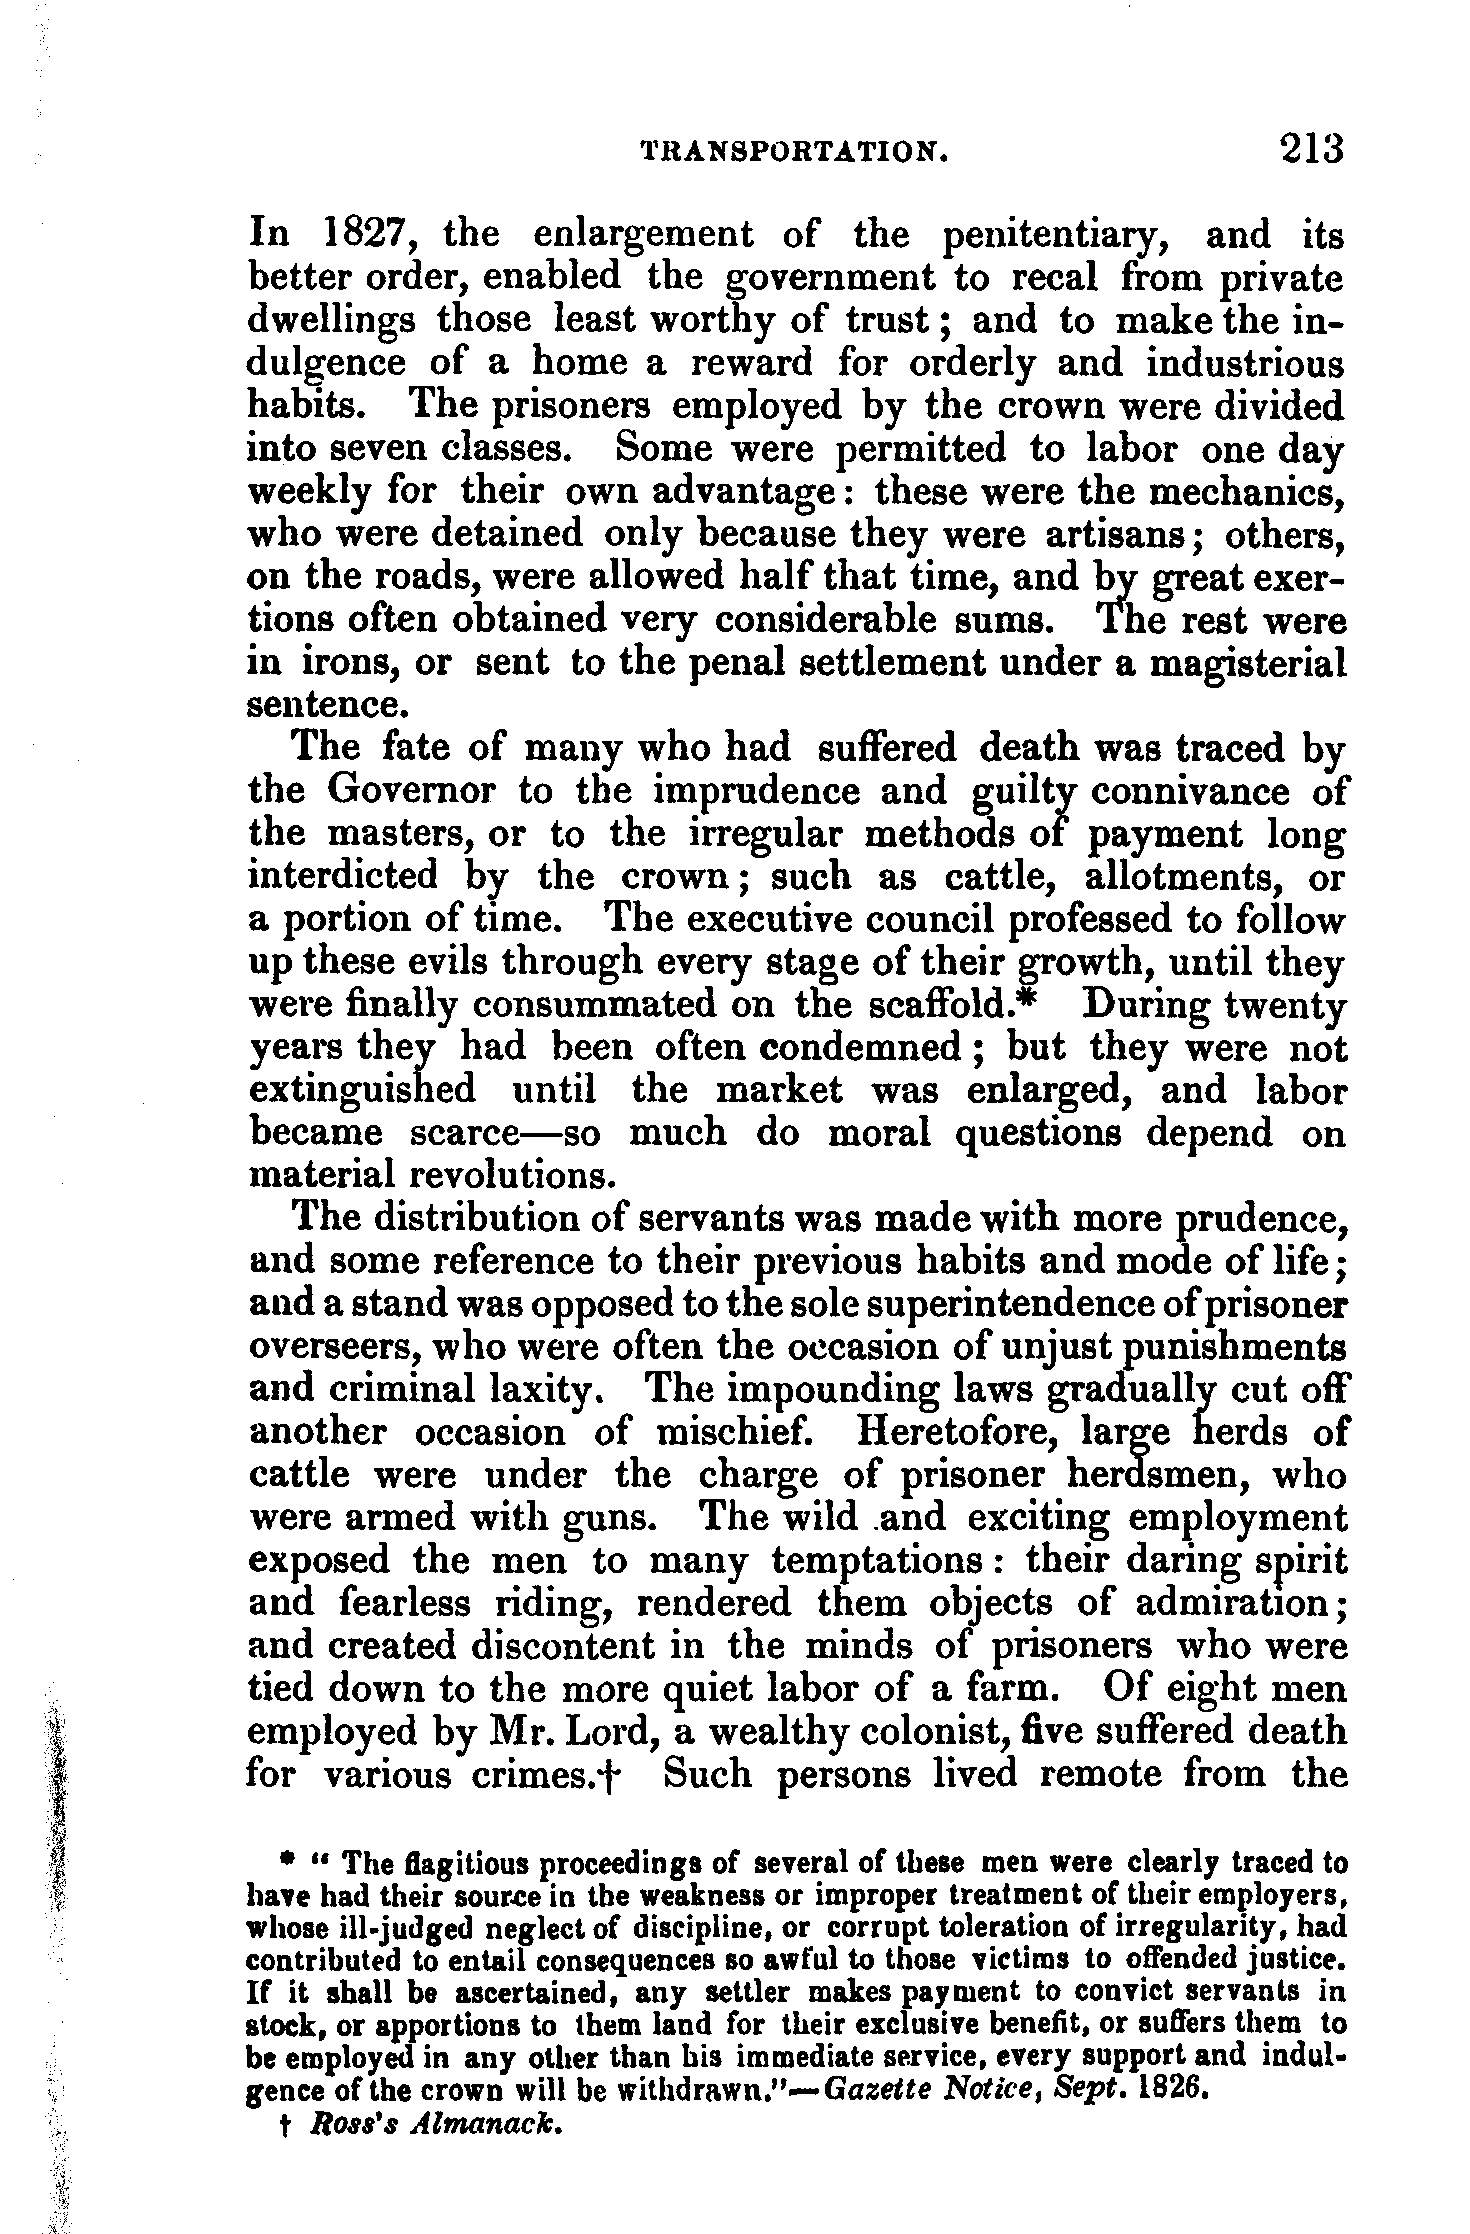 TRANSPORTATION. 213
In 1827, the enlargement of the penitentiary, and its
better order, enabled the government to recal from private
dwellings those least worthy of trust; and to make the in-
dulgence of a home a reward for orderly and industrious
habits. The prisoners employed by the crown were divided
into seven classes. Some were permitted to labor one day
weekly for their own advantage: these were the mechanics,
who were detained only because they were artisans; others,
on the roads, were allowed half that time, and by great exer-
tions often obtained very considerable sums. The rest were
in irons, or sent to the penal settlement under a magisterial
sentence.
The fate of many who had suffered death was traced by
the Governor to the imprudence and guilty connivance of
the masters, or to the irregular methods of payment long
interdicted by the crown; such as cattle, allotments, or
a portion of time. The executive council professed to follow
up these evils through every stage of their growth, until they
were finally consummated on the scaffold.* During twenty
years they had been often condemned; but they were not
extinguished until the market was enlarged, and labor
became scarce—so much do moral questions depend on
material revolutions.
The distribution of servants was made with more prudence,
and some reference to their previous habits and mode of life;
and a stand was opposed to the sole superintendence of prisoner
overseers, who were often the occasion of unjust punishments
and criminal laxity. The impounding laws gradually cut off
another occasion of mischief. Heretofore, large herds of
cattle were under the charge of prisoner herdsmen, who
were armed with guns. The wild and exciting employment
exposed the men to many temptations: their daring spirit
and fearless riding, rendered them objects of admiration;
and created discontent in the minds of prisoners who were
tied down to the more quiet labor of a farm. Of eight men
employed by Mr. Lord, a wealthy colonist, five suffered death
for various crimes.† Such persons lived remote from the
* "The flagitious proceedings of several of these men were clearly traced to
have had their source in the weakness or improper treatment of their employers,
whose ill-judged neglect of discipline, or corrupt toleration of irregularity, had
contributed to entail consequences so awful to those victims to offended justice.
If it shall be ascertained, any settler makes payment to convict servants in
stock, or apportions to them land for their exclusive benefit, or suffers them to
be employed in any other than his immediate service, every support and indul-
gence of the crown will be withdrawn."—Gazette Notice, Sept. 1826.
† Ross's Almanack.